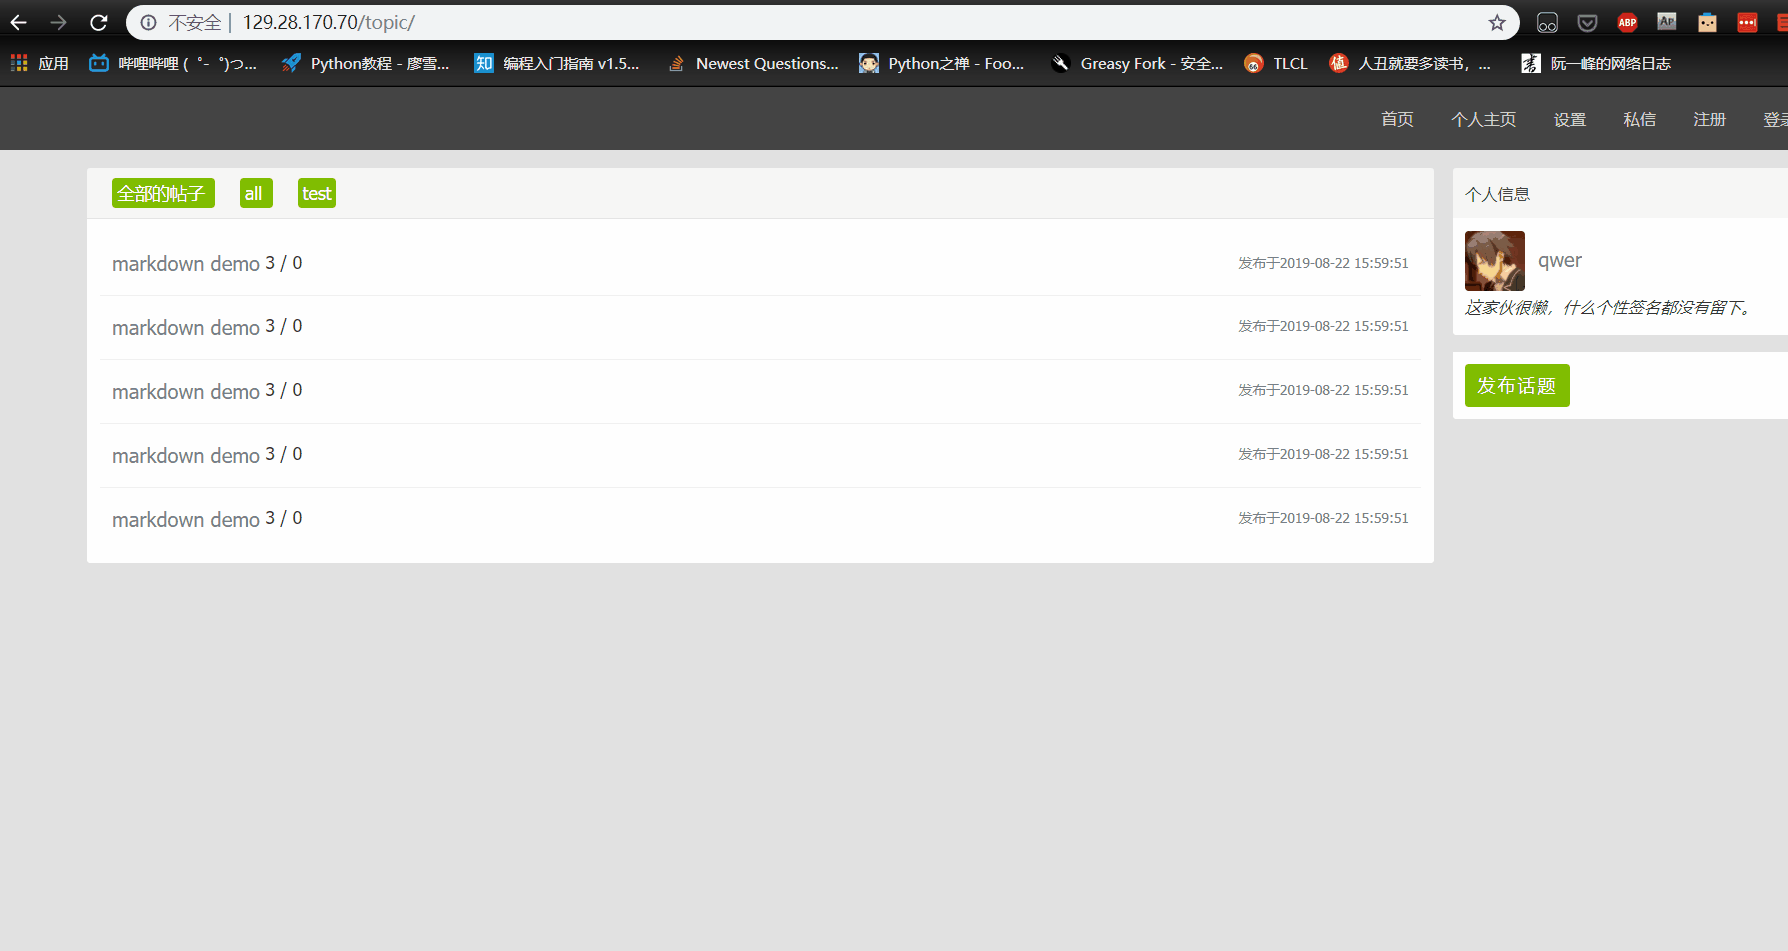 不安全 | 129.28.170.70/topic/
ABP
AP
应用 哔哩哔哩 (゜-゜)つ... Python教程 - 廖雪... 知 编程入门指南 v1.5... Newest Questions... Python之禅 - Foo... Greasy Fork - 安全... 66 TLCL 值 人丑就要多读书，... 阮一峰的网络日志
首页 个人主页 设置 私信 注册 登录
全部的帖子 all test
markdown demo 3 / 0 发布于2019-08-22 15:59:51
markdown demo 3 / 0 发布于2019-08-22 15:59:51
markdown demo 3 / 0 发布于2019-08-22 15:59:51
markdown demo 3 / 0 发布于2019-08-22 15:59:51
markdown demo 3 / 0 发布于2019-08-22 15:59:51
个人信息
qwer
这家伙很懒，什么个性签名都没有留下。
发布话题